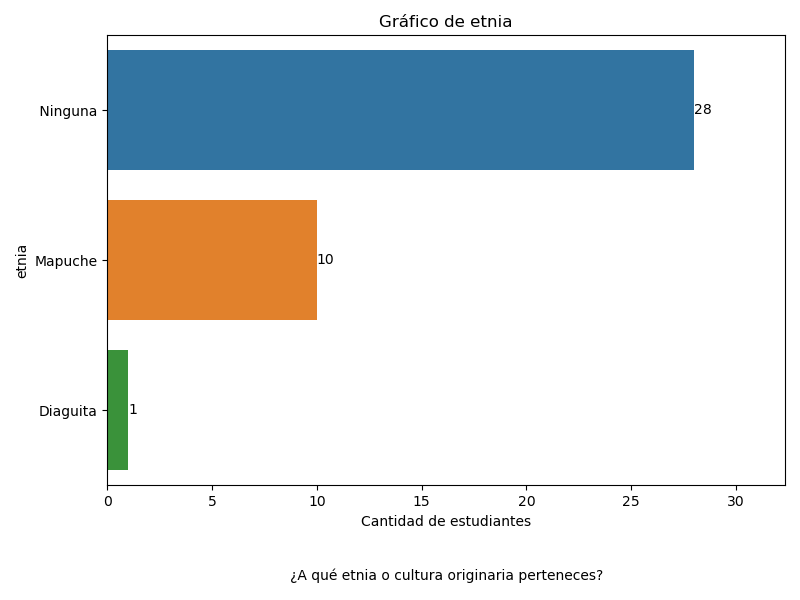 Gráfico de etnia
Ninguna
28
Mapuche
10
Diaguita
1
etnia
0 5 10 15 20 25 30
Cantidad de estudiantes
¿A qué etnia o cultura originaria perteneces?